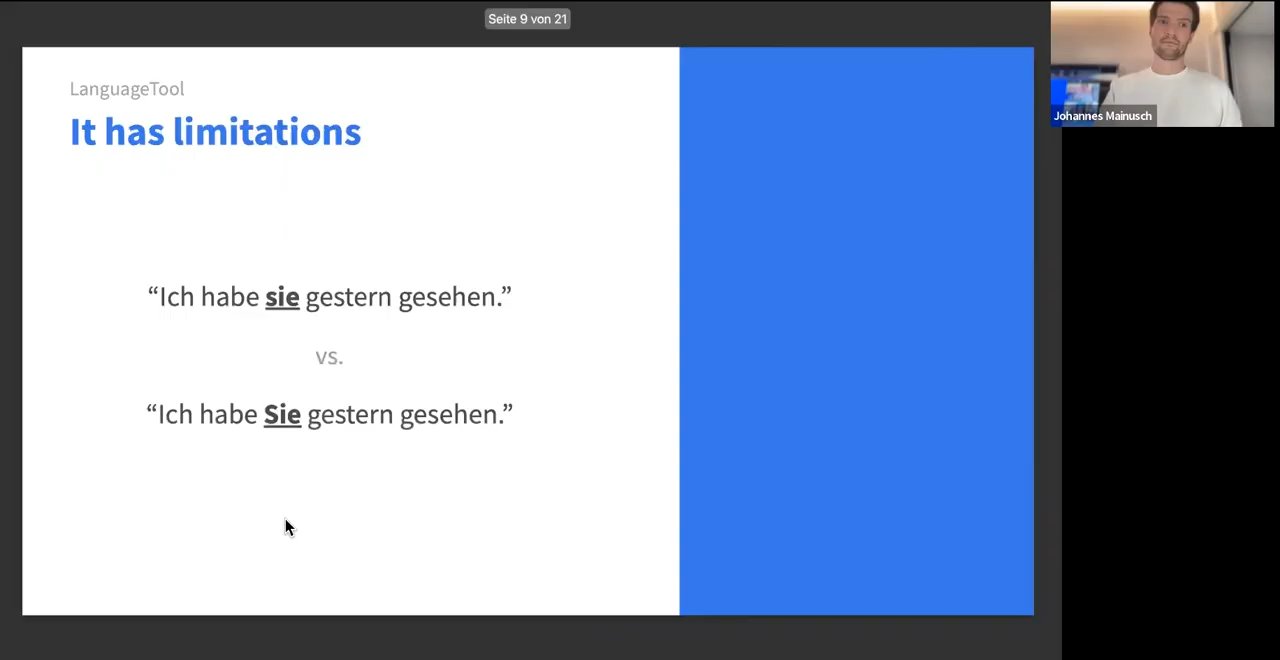 Seite 9 von 21
LanguageTool
It has limitations
“Ich habe sie gestern gesehen.”
vs.
“Ich habe Sie gestern gesehen.”
Johannes Mainusch